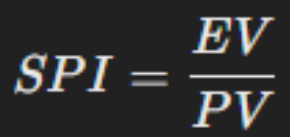 SPI = EV / PV